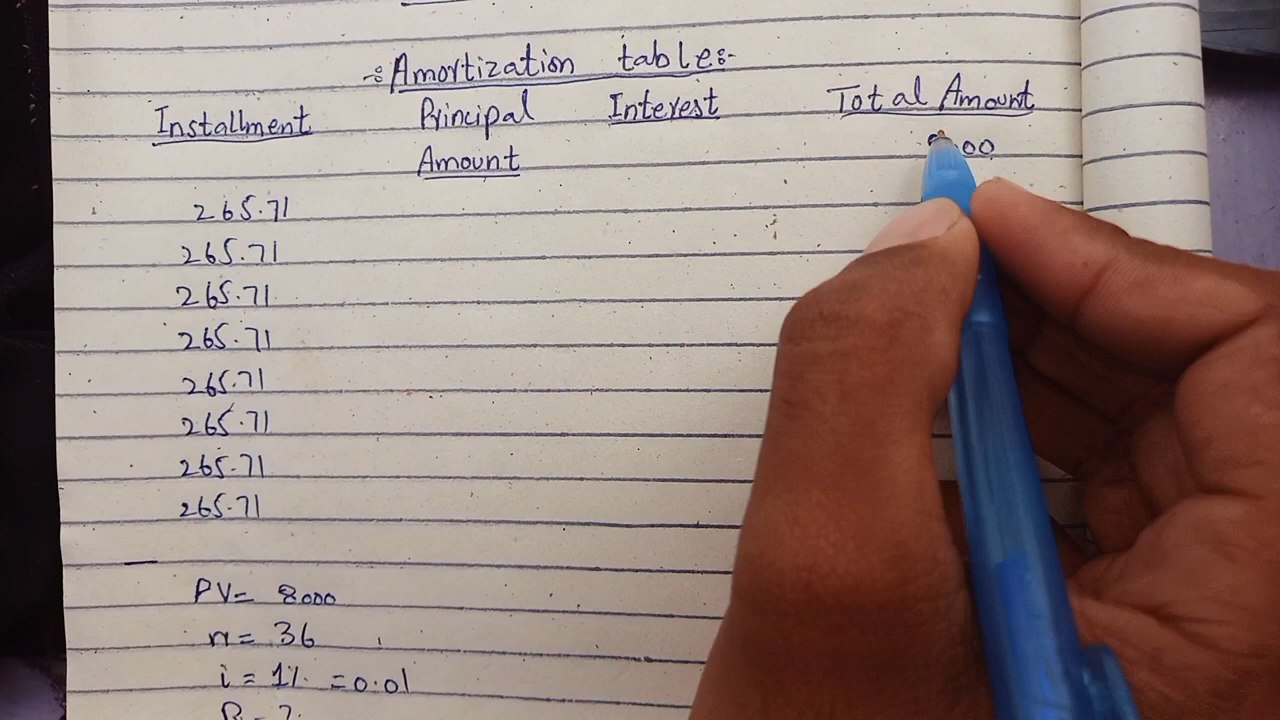 -: Amortization table:-
Installment Principal Amount Interest Total Amount
265.71
265.71
265.71
265.71
265.71
265.71
265.71
265.71
PV= 8000
n = 36
i = 1%. = 0.01